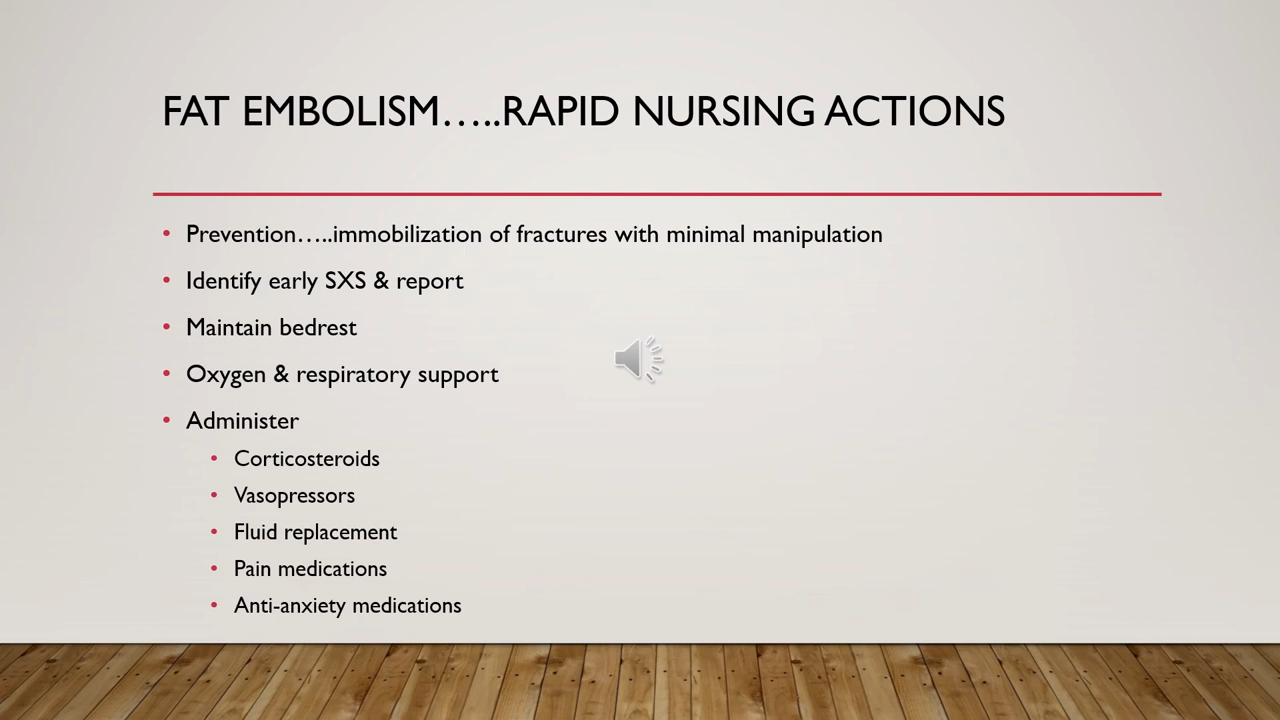 FAT EMBOLISM.....RAPID NURSING ACTIONS
• Prevention.....immobilization of fractures with minimal manipulation
• Identify early SXS & report
• Maintain bedrest
• Oxygen & respiratory support
• Administer
• Corticosteroids
• Vasopressors
• Fluid replacement
• Pain medications
• Anti-anxiety medications